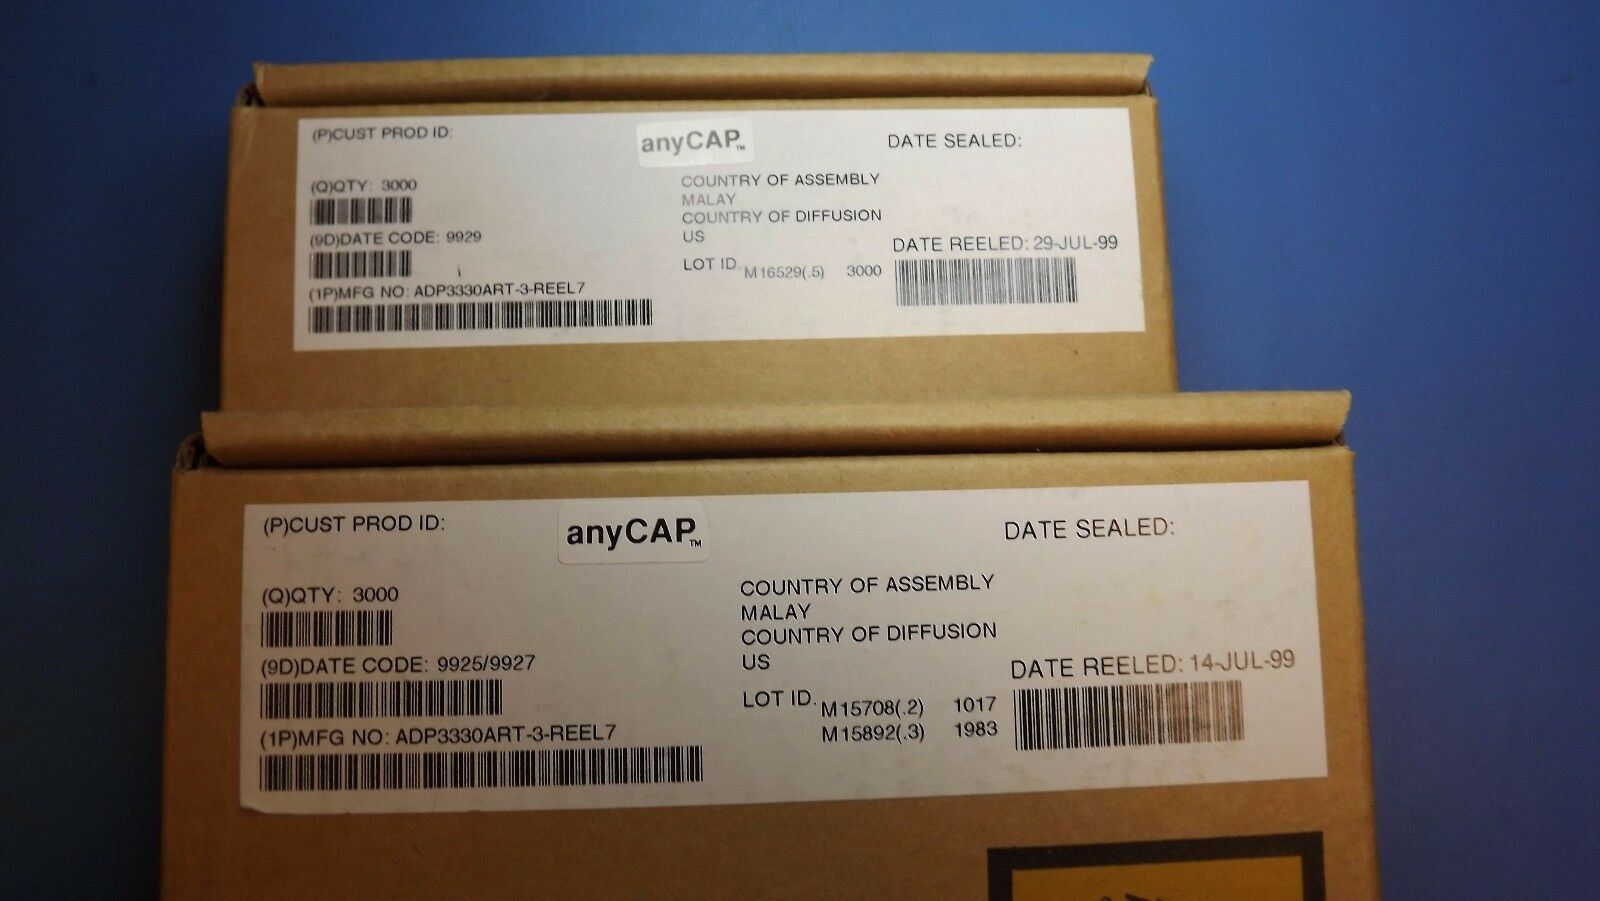 (P)CUST PROD ID:
anyCAP™
DATE SEALED:
(Q)QTY: 3000
COUNTRY OF ASSEMBLY
MALAY
COUNTRY OF DIFFUSION
US
(9D)DATE CODE: 9929
DATE REELED: 29-JUL-99
LOT ID. M16529(.5) 3000
(1P)MFG NO: ADP3330ART-3-REEL7
(P)CUST PROD ID:
anyCAP™
DATE SEALED:
(Q)QTY: 3000
COUNTRY OF ASSEMBLY
MALAY
COUNTRY OF DIFFUSION
US
(9D)DATE CODE: 9925/9927
DATE REELED: 14-JUL-99
LOT ID. M15708(.2) 1017
M15892(.3) 1983
(1P)MFG NO: ADP3330ART-3-REEL7